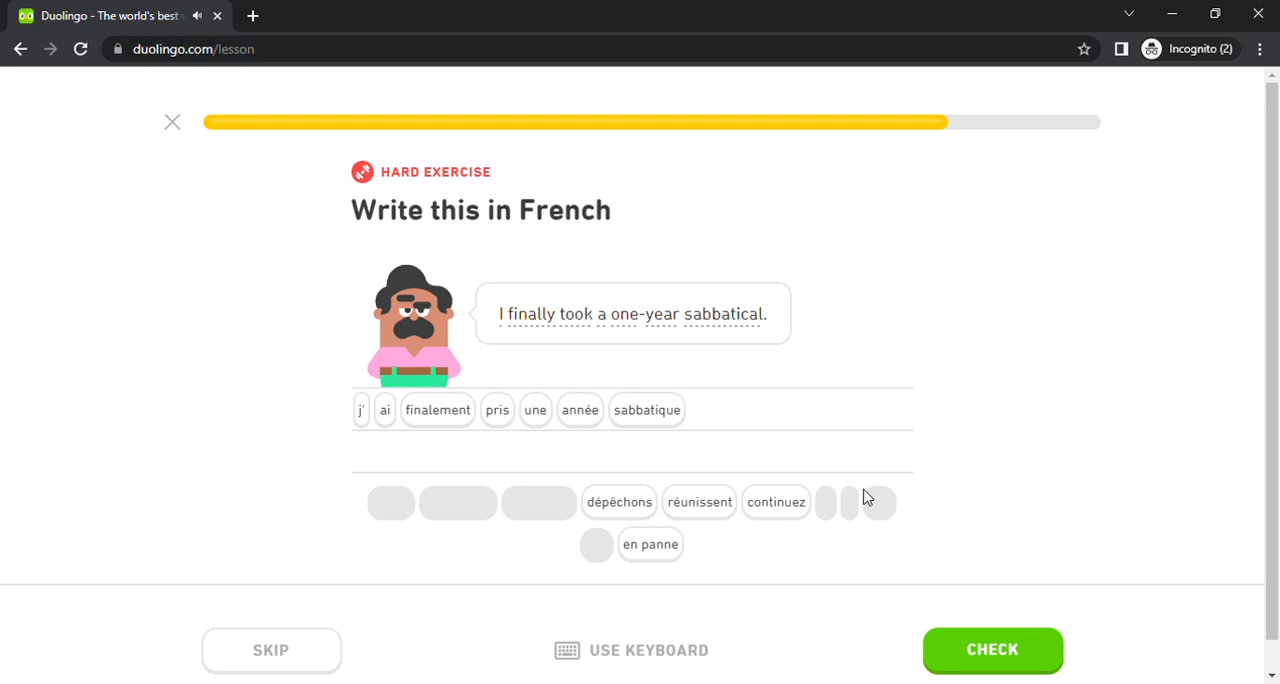 Duolingo - The world's best
duolingo.com/lesson
Incognito (2)
HARD EXERCISE
Write this in French
I finally took a one-year sabbatical.
j' ai finalement pris une année sabbatique
dépêchons réunissent continuez
en panne
SKIP
USE KEYBOARD
CHECK